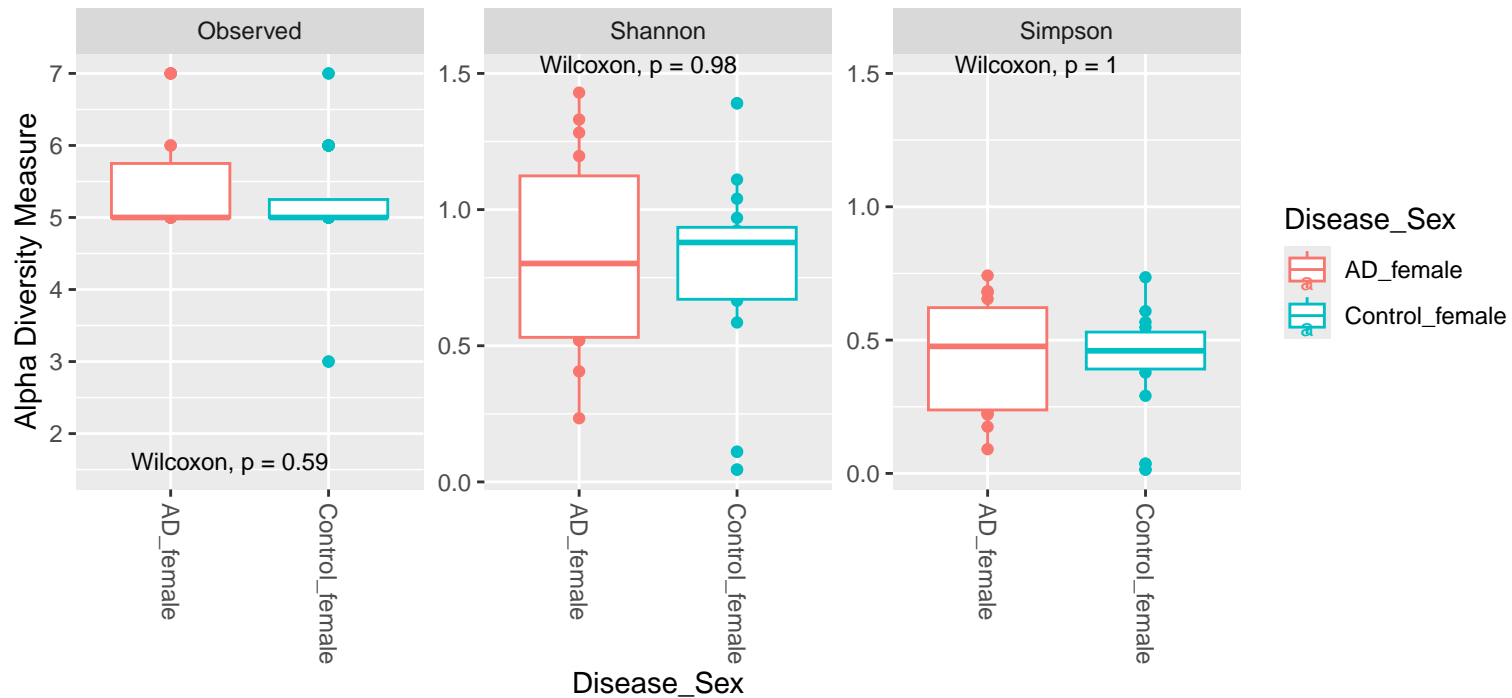 Observed
Shannon
Simpson
Alpha Diversity Measure
7
6
5
4
3
2
Wilcoxon, p = 0.59
1.5
1.0
0.5
0.0
Wilcoxon, p = 0.98
1.5
1.0
0.5
0.0
Wilcoxon, p = 1
AD_female
Control_female
AD_female
Control_female
AD_female
Control_female
Disease_Sex
Disease_Sex
a AD_female
a Control_female